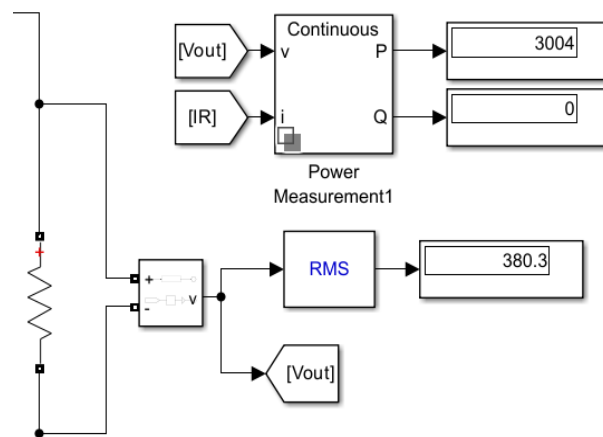 [Vout]
Continuous
v
P
3004
[IR]
i
Q
0
Power
Measurement1
+
+
-
v
RMS
380.3
[Vout]